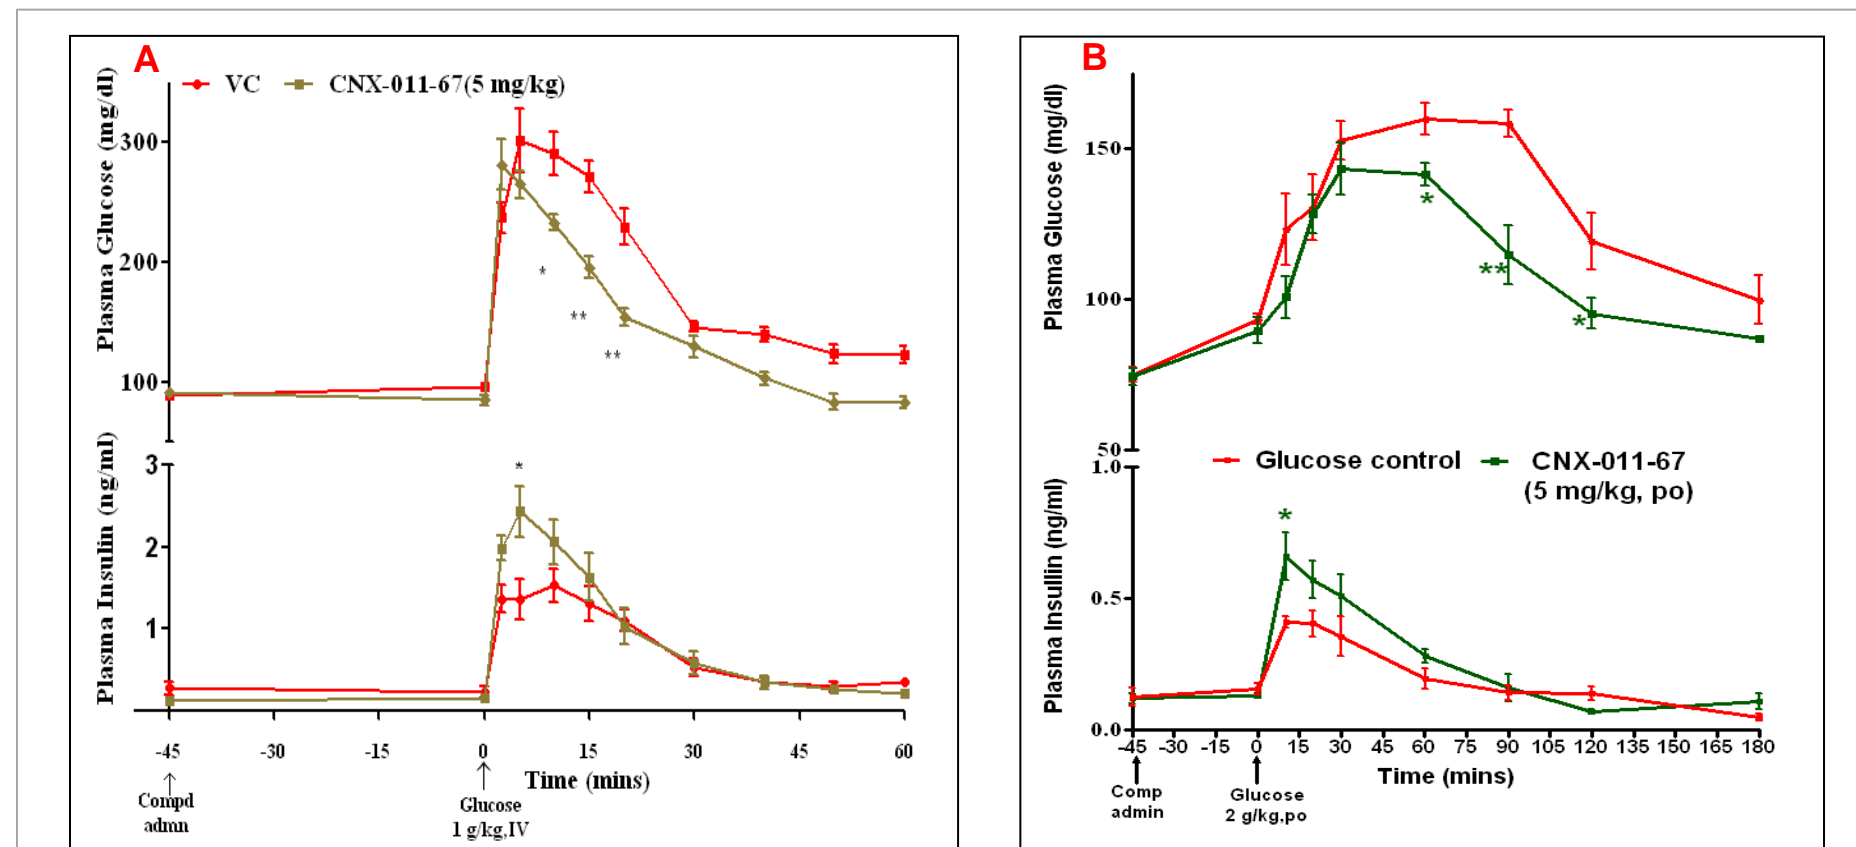 A
VC CNX-011-67(5 mg/kg)
Plasma Glucose (mg/dl)
300
200
100
*
**
**
Plasma Insulin (ng/ml)
3
2
1
*
-45 -30 -15 0 15 30 45 60
Time (mins)
Compd
admn
Glucose
1 g/kg,IV
B
Plasma Glucose (mg/dl)
150
100
50
*
**
*
Glucose control CNX-011-67
(5 mg/kg, po)
Plasma Insullin (ng/ml)
1.0
0.5
0.0
*
-45 -30 -15 0 15 30 45 60 75 90 105 120 135 150 165 180
Time (mins)
Comp
admin
Glucose
2 g/kg,po